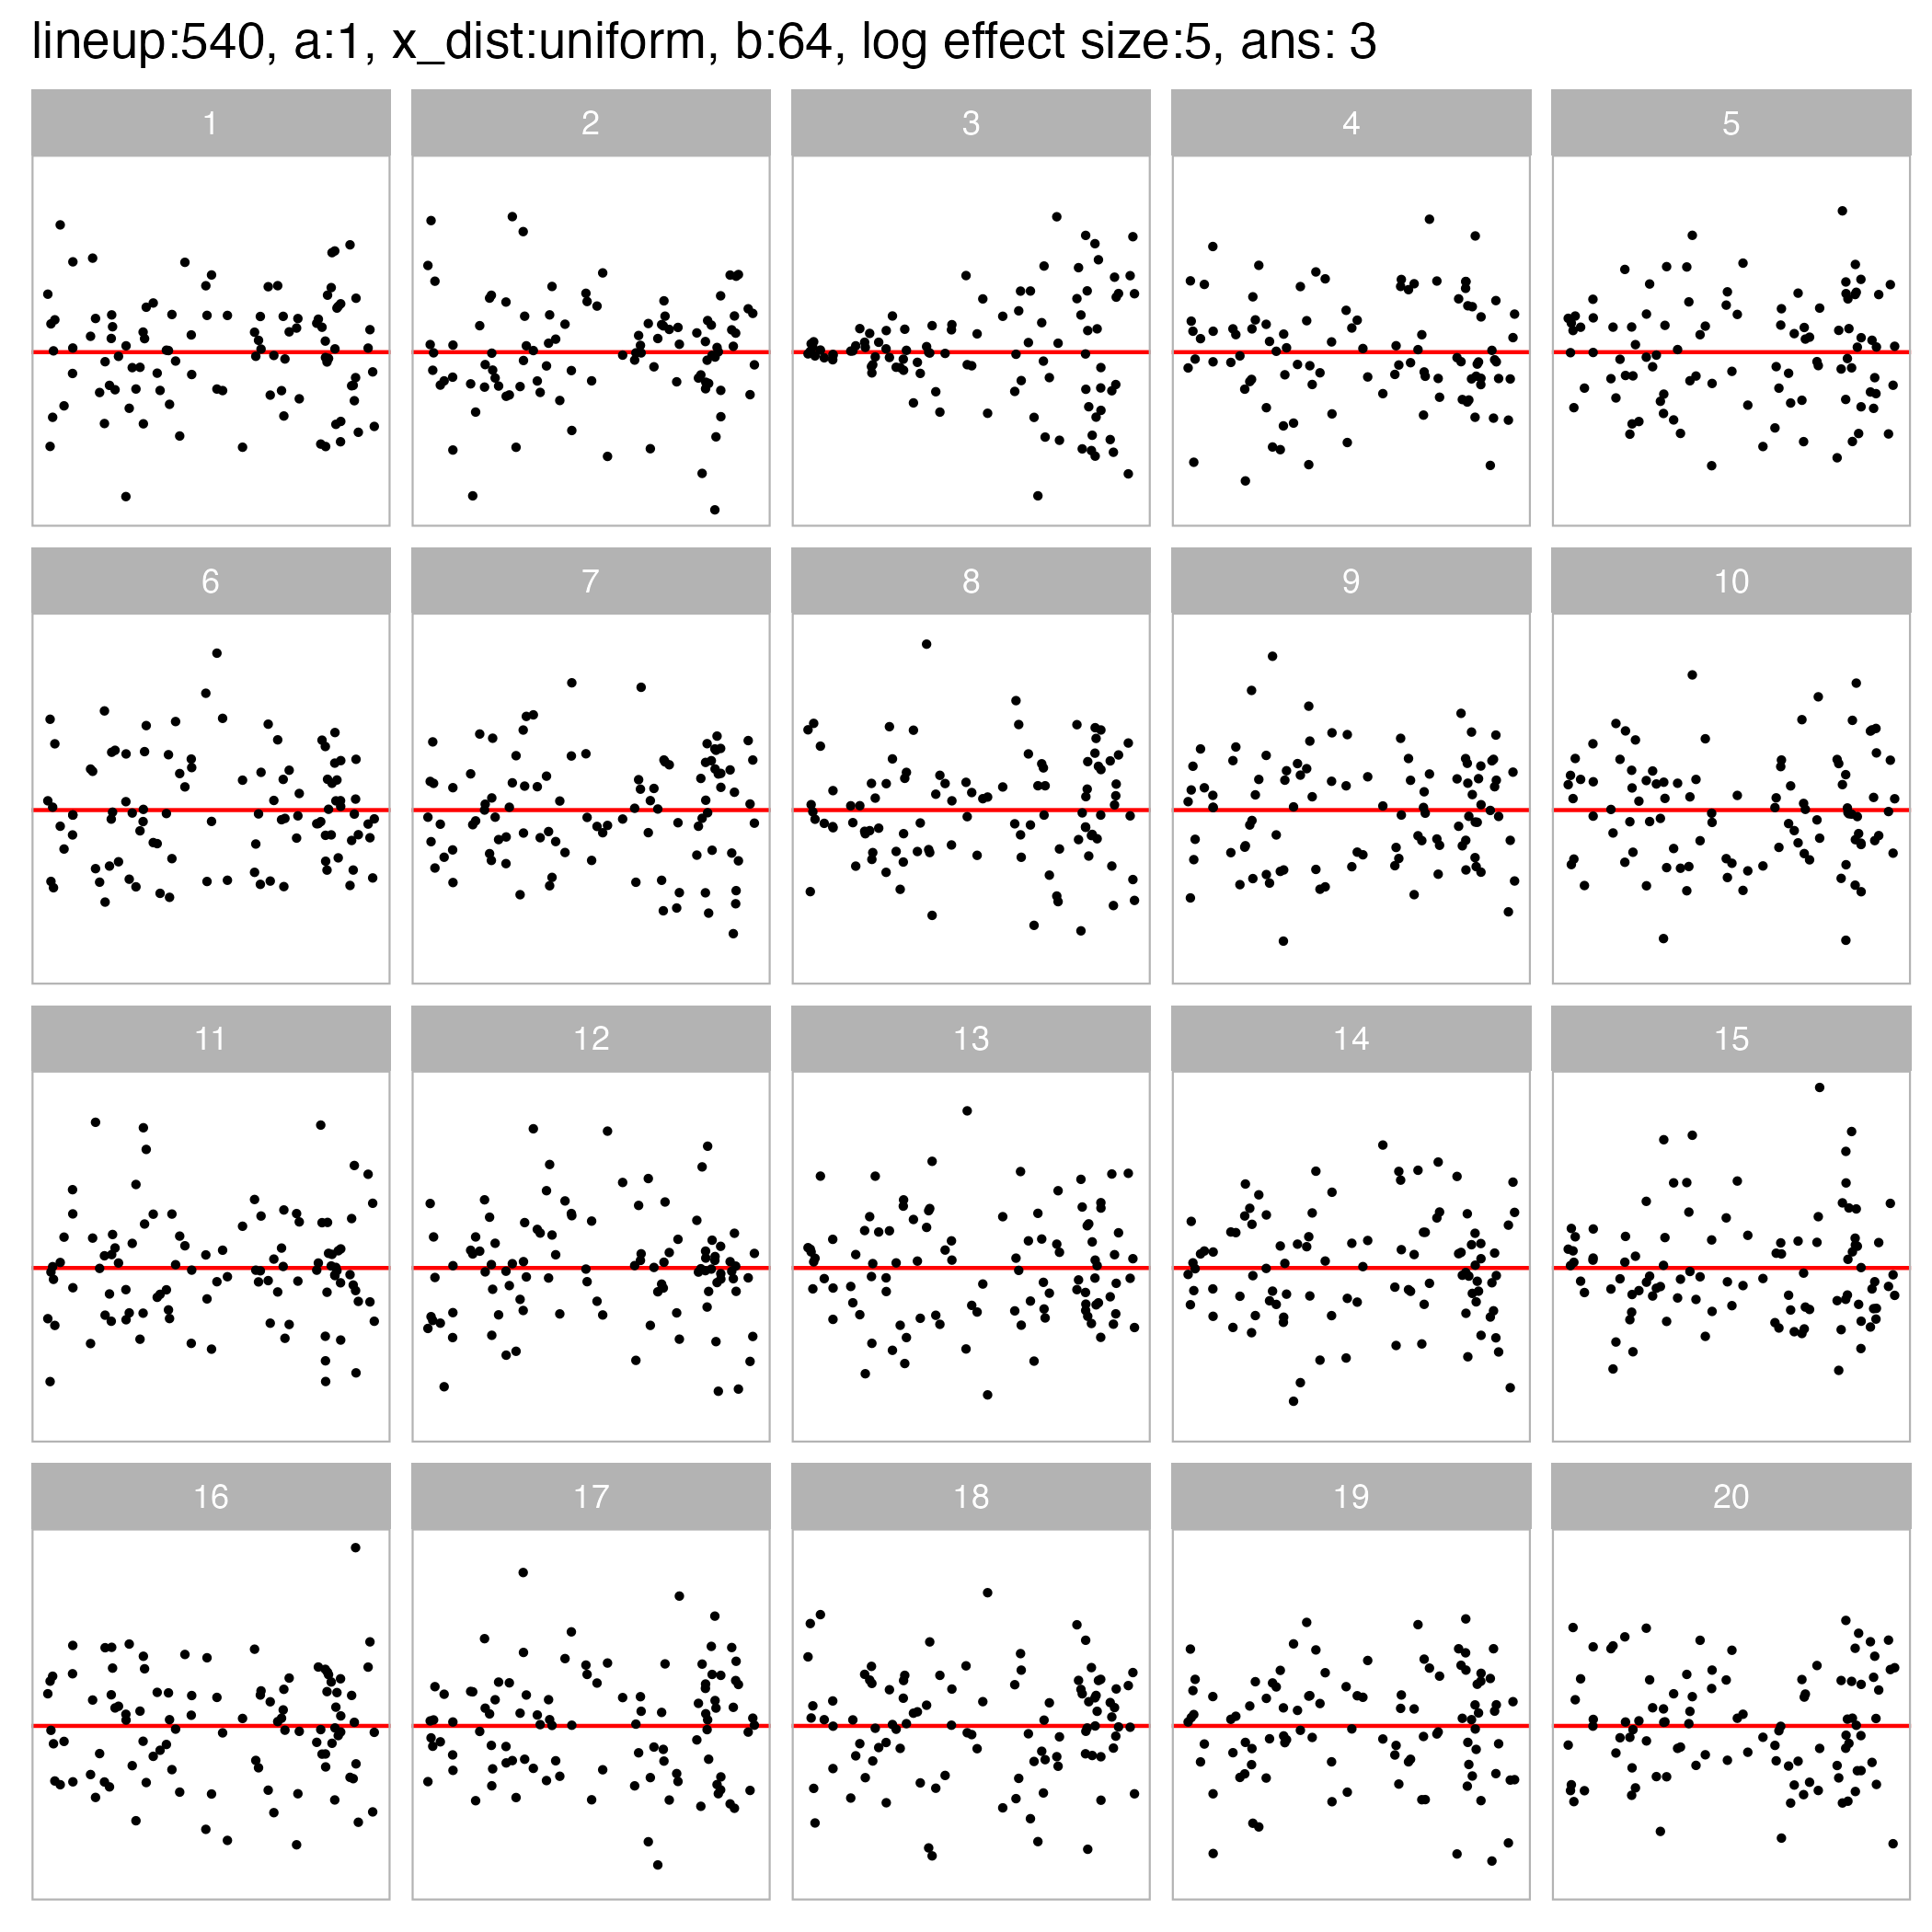 lineup:540, a:1, x_dist:uniform, b:64, log effect size:5, ans: 3
1 2 3 4 5
6 7 8 9 10
11 12 13 14 15
16 17 18 19 20